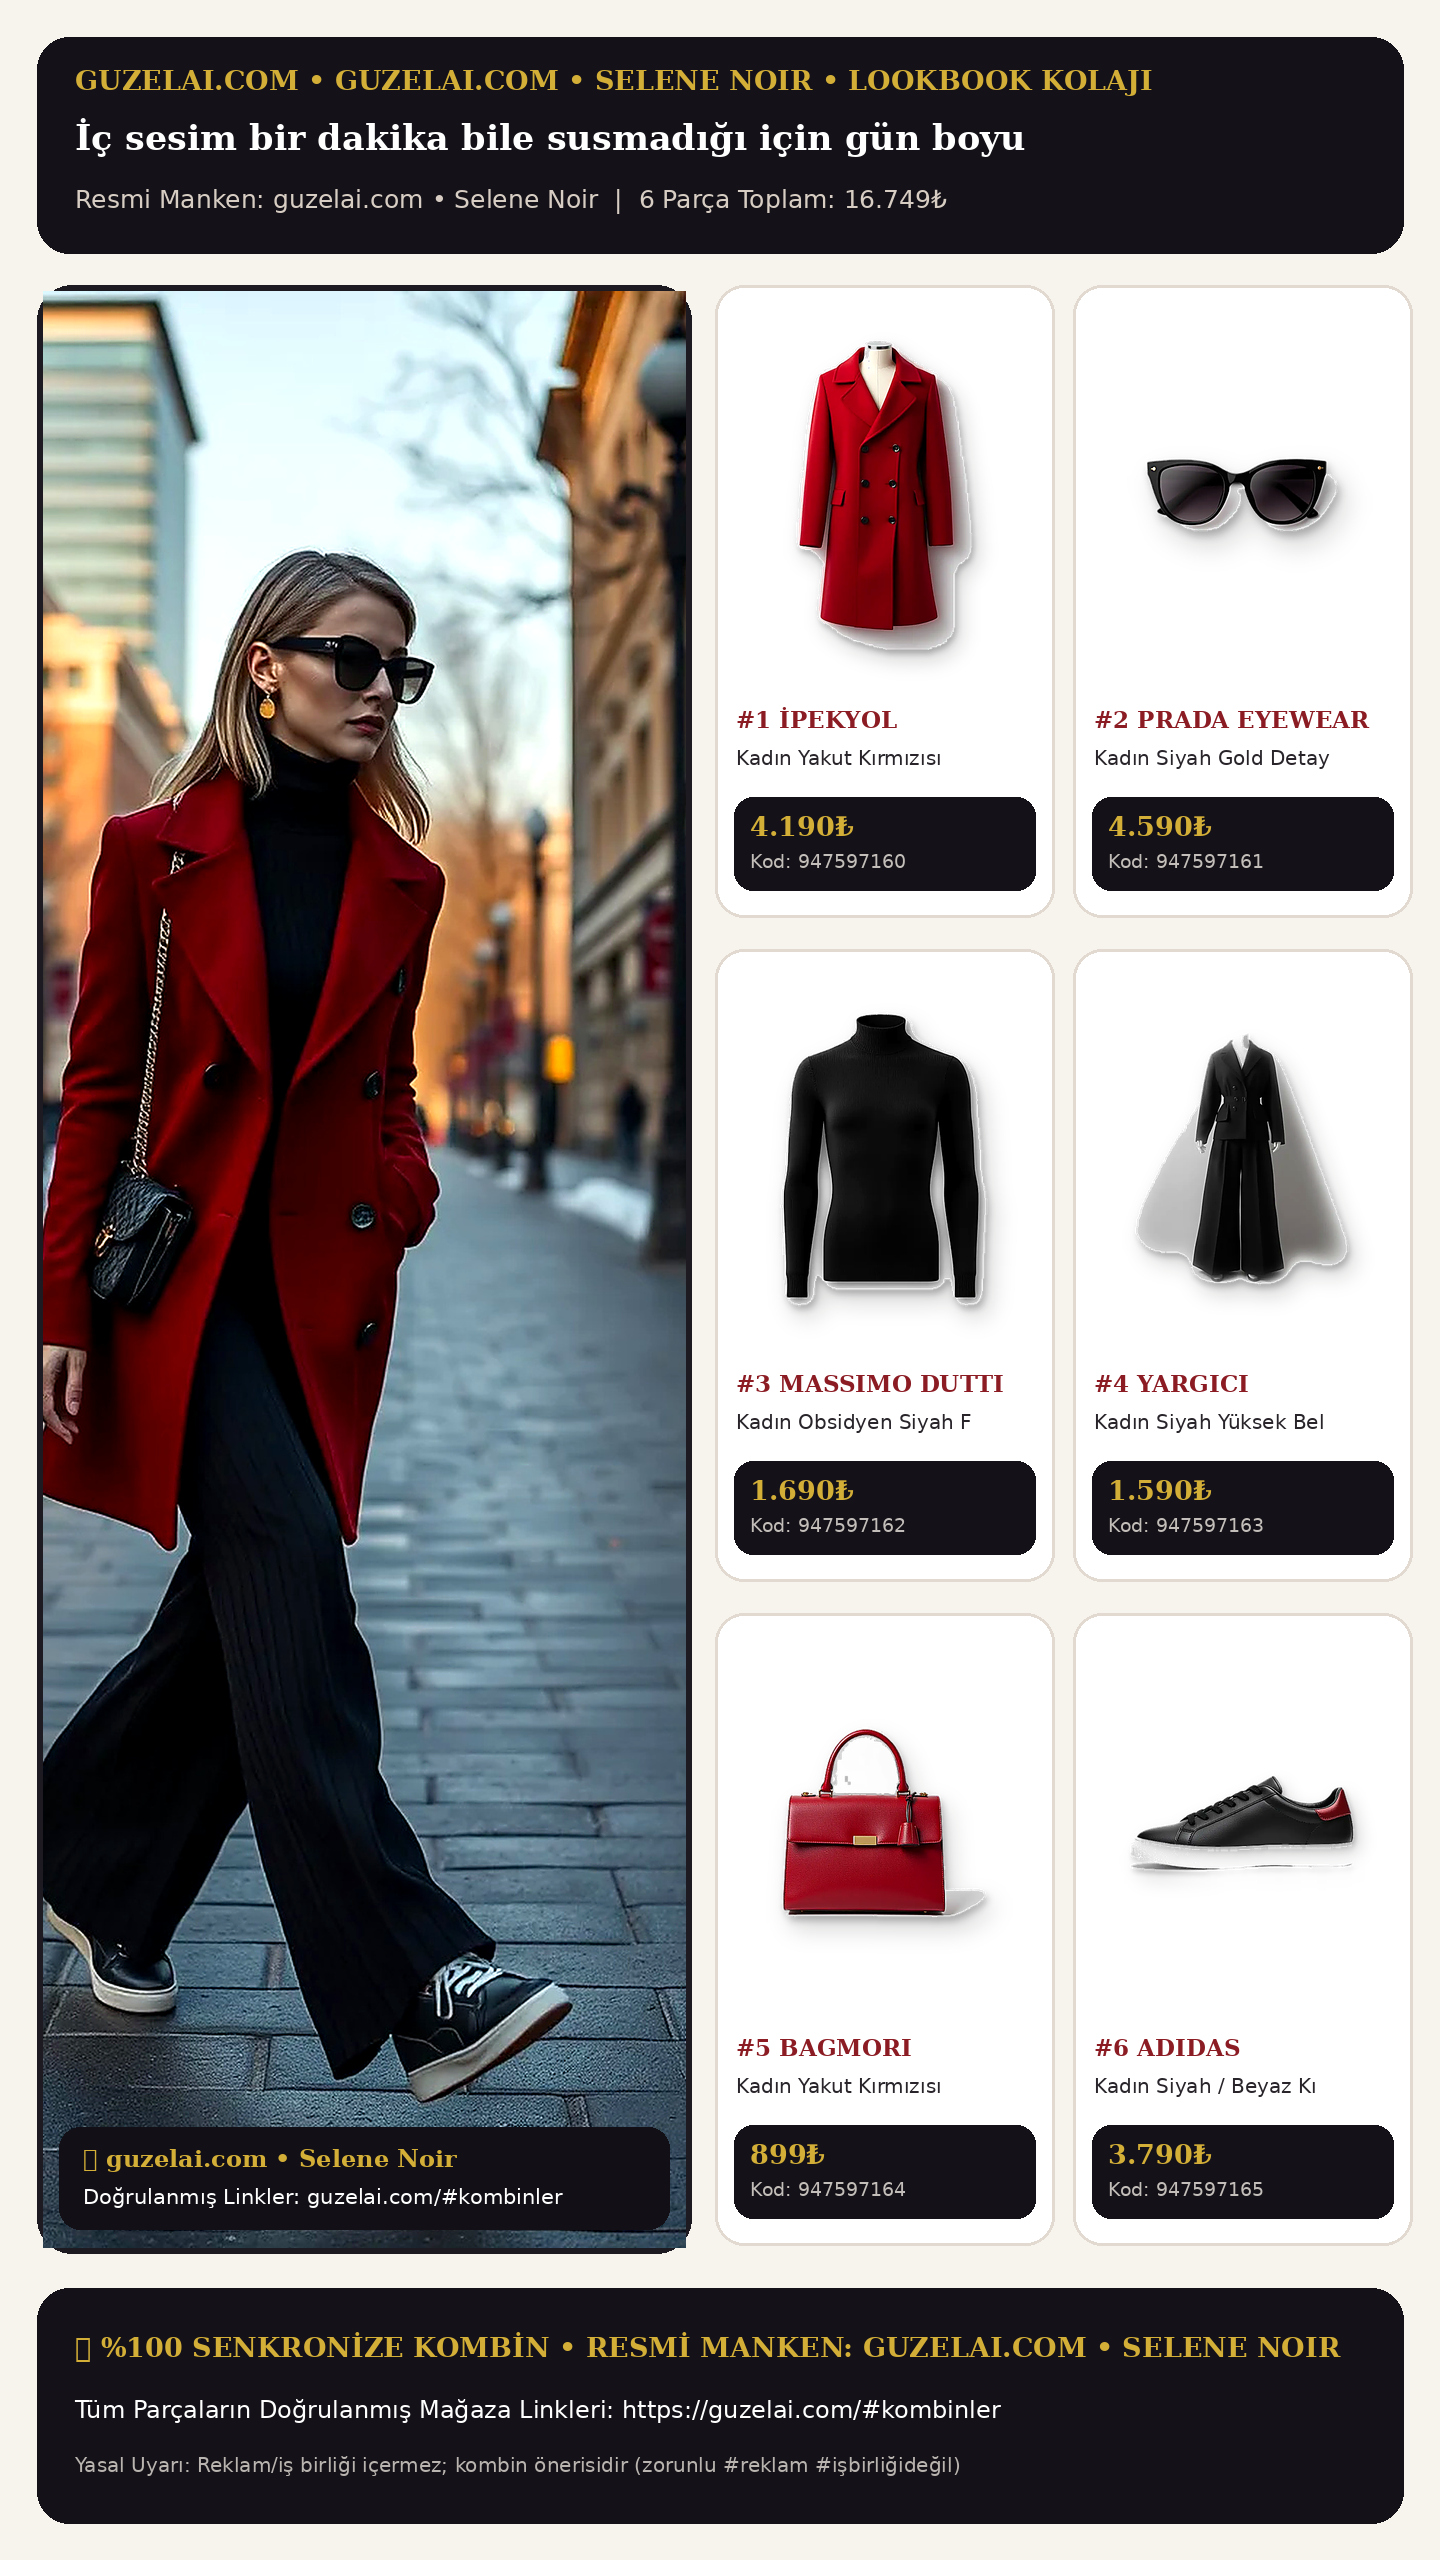 GUZELAI.COM • GUZELAI.COM • SELENE NOIR • LOOKBOOK KOLAJI
İç sesim bir dakika bile susmadığı için gün boyu
Resmi Manken: guzelai.com • Selene Noir | 6 Parça Toplam: 16.749₺
#1 İPEKYOL
Kadın Yakut Kırmızısı
4.190₺
Kod: 947597160
#2 PRADA EYEWEAR
Kadın Siyah Gold Detay
4.590₺
Kod: 947597161
#3 MASSIMO DUTTI
Kadın Obsidyen Siyah F
1.690₺
Kod: 947597162
#4 YARGICI
Kadın Siyah Yüksek Bel
1.590₺
Kod: 947597163
#5 BAGMORI
Kadın Yakut Kırmızısı
899₺
Kod: 947597164
#6 ADIDAS
Kadın Siyah / Beyaz Kı
3.790₺
Kod: 947597165
guzelai.com • Selene Noir
Doğrulanmış Linkler: guzelai.com/#kombinler
%100 SENKRONİZE KOMBİN • RESMİ MANKEN: GUZELAI.COM • SELENE NOIR
Tüm Parçaların Doğrulanmış Mağaza Linkleri: https://guzelai.com/#kombinler
Yasal Uyarı: Reklam/iş birliği içermez; kombin önerisidir (zorunlu #reklam #işbirliğideğil)